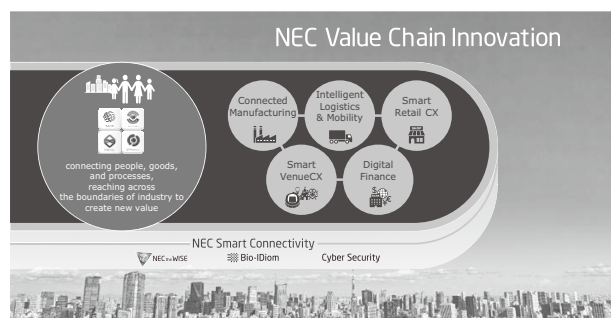 NEC Value Chain Innovation
connecting people, goods,
and processes,
reaching across
the boundaries of industry to
create new value
Connected
Manufacturing
Intelligent
Logistics
& Mobility
Smart
Retail CX
Smart
VenueCX
Digital
Finance
NEC Smart Connectivity
NEC the WISE
Bio-IDiom
Cyber Security